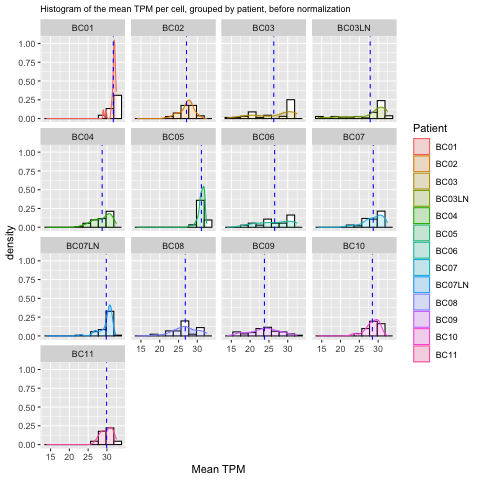 Histogram of the mean TPM per cell, grouped by patient, before normalization
BC01 BC02 BC03 BC03LN
1.00
0.75
0.50
0.25
0.00
BC04 BC05 BC06 BC07
1.00
0.75
0.50
0.25
0.00
BC07LN BC08 BC09 BC10
1.00
0.75
0.50
0.25
0.00
15 20 25 30 15 20 25 30 15 20 25 30
BC11
1.00
0.75
0.50
0.25
0.00
15 20 25 30
density
Mean TPM
Patient
BC01
BC02
BC03
BC03LN
BC04
BC05
BC06
BC07
BC07LN
BC08
BC09
BC10
BC11